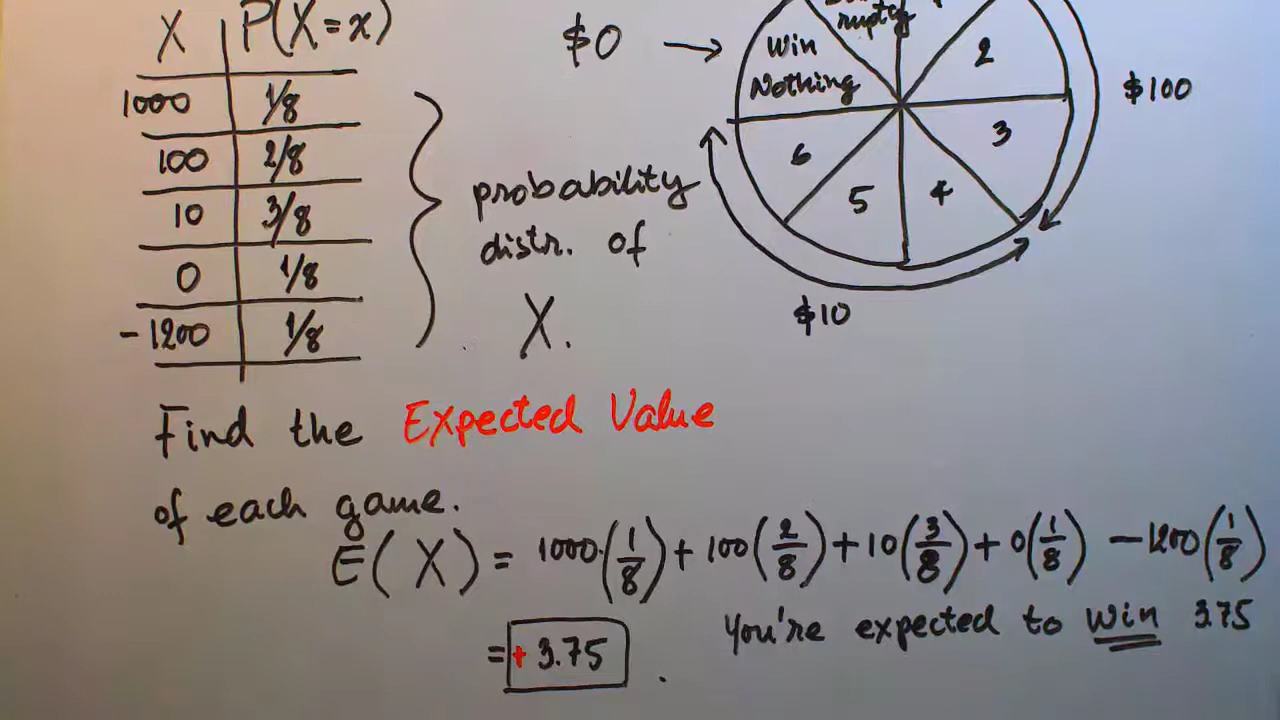 X P(X=x)
1000 1/8
100 2/8
10 3/8
0 1/8
-1200 1/8
probability
distr. of
X.
$0
Win
Nothing
ruptcy
2
3
4
5
6
$100
$10
Find the Expected Value
of each game.
E(X) = 1000·(1/8) + 100(2/8) + 10(3/8) + 0(1/8) - 1200(1/8)
= + 3.75 .
You're expected to win 3.75